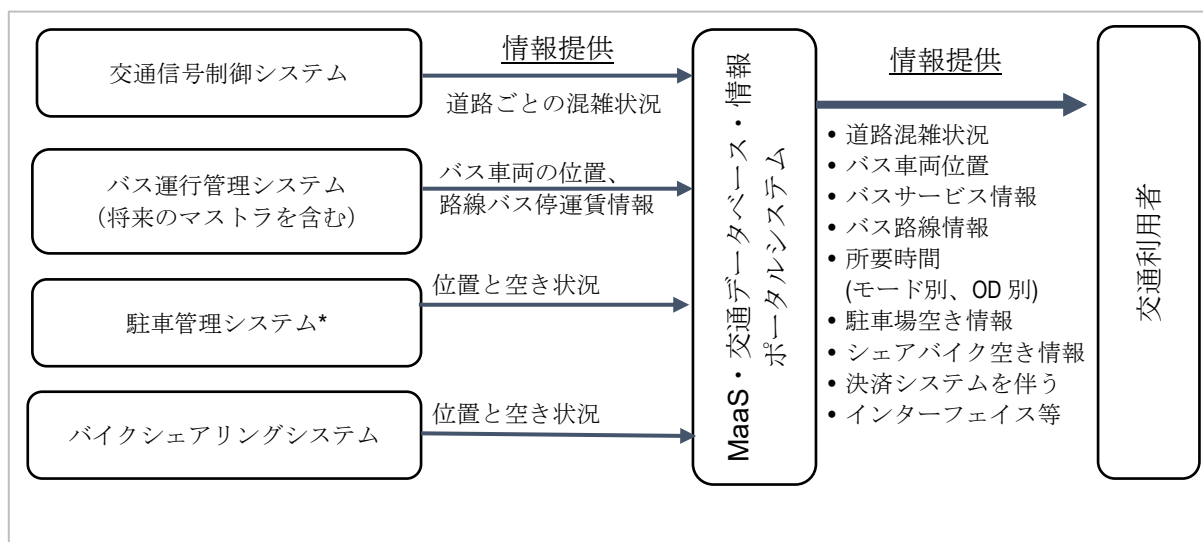 交通信号制御システム
情報提供
道路ごとの混雑状況
バス運行管理システム
（将来のマストラを含む）
バス車両の位置、
路線バス停運賃情報
駐車管理システム*
位置と空き状況
バイクシェアリングシステム
位置と空き状況
MaaS・交通データベース・情報
ポータルシステム
情報提供
• 道路混雑状況
• バス車両位置
• バスサービス情報
• バス路線情報
• 所要時間
(モード別、OD 別)
• 駐車場空き情報
• シェアバイク空き情報
• 決済システムを伴う
• インターフェイス等
交通利用者